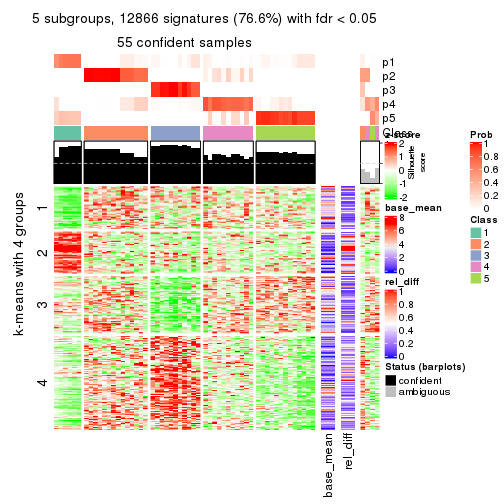 5 subgroups, 12866 signatures (76.6%) with fdr < 0.05
55 confident samples
p1
p2
p3
p4
p5
Class
z-score
2
1
0
-1
-2
Silhouette
score
Prob
1
0.8
0.6
0.4
0.2
0
k-means with 4 groups
1
2
3
4
base_mean
8
6
4
2
0
Class
1
2
3
4
5
rel_diff
1
0.8
0.6
0.4
0.2
0
Status (barplots)
confident
ambiguous
base_mean
rel_diff